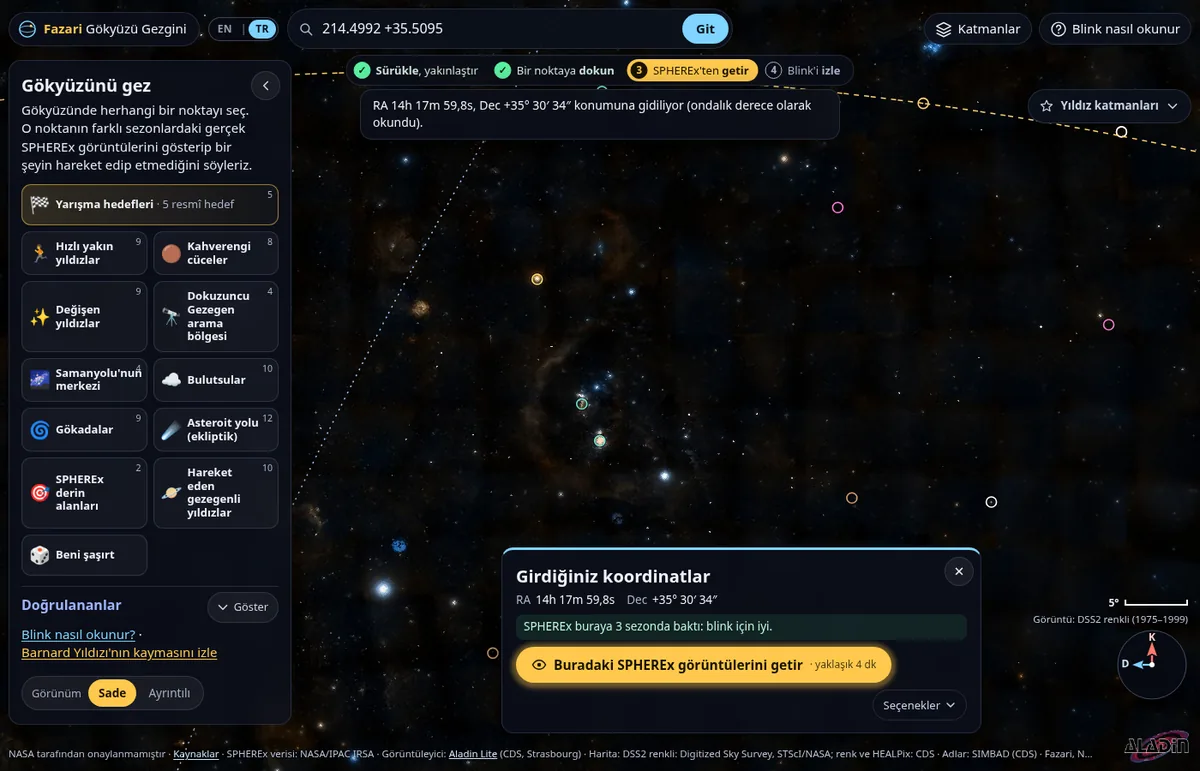 Fazari Gökyüzü Gezgini
EN | TR
214.4992 +35.5095
Git
Katmanlar
Blink nasıl okunur
✓ Sürükle, yakınlaştır
✓ Bir noktaya dokun
3 SPHEREx'ten getir
4 Blink'i izle
RA 14h 17m 59,8s, Dec +35° 30′ 34″ konumuna gidiliyor (ondalık derece olarak
okundu).
Yıldız katmanları
Gökyüzünü gez
Gökyüzünde herhangi bir noktayı seç.
O noktanın farklı sezonlardaki gerçek
SPHEREx görüntülerini gösterip bir
şeyin hareket edip etmediğini söyleriz.
Yarışma hedefleri · 5 resmî hedef
5
Hızlı yakın
yıldızlar
9
Kahverengi
cüceler
8
Değişen
yıldızlar
9
Dokuzuncu
Gezegen
arama
bölgesi
4
Samanyolu'nun
merkezi
4
Bulutsular
10
Gökadalar
9
Asteroit yolu
(ekliptik)
12
SPHEREx
derin
alanları
2
Hareket
eden
gezegenli
yıldızlar
10
Beni şaşırt
Doğrulananlar
Göster
Blink nasıl okunur? ·
Barnard Yıldızı'nın kaymasını izle
Görünüm Sade Ayrıntılı
Girdiğiniz koordinatlar
RA 14h 17m 59,8s Dec +35° 30′ 34″
SPHEREx buraya 3 sezonda baktı: blink için iyi.
Buradaki SPHEREx görüntülerini getir · yaklaşık 4 dk
Seçenekler
5°
Görüntü: DSS2 renkli (1975–1999)
K
D
NASA tarafından onaylanmamıştır · Kaynaklar · SPHEREx verisi: NASA/IPAC IRSA · Görüntüleyici: Aladin Lite (CDS, Strasbourg) · Harita: DSS2 renkli: Digitized Sky Survey, STScI/NASA; renk ve HEALPix: CDS · Adlar: SIMBAD (CDS) · Fazari, N…
ALADIN